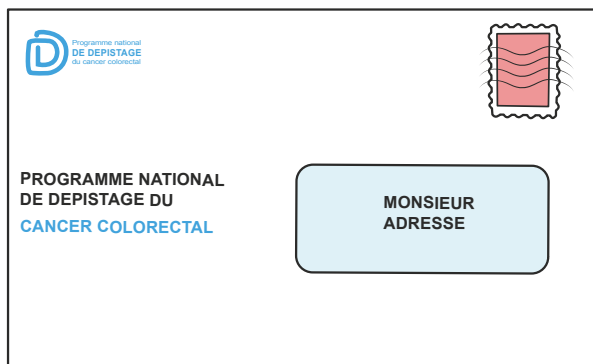 Programme national
DE DEPISTAGE
du cancer colorectal
PROGRAMME NATIONAL
DE DEPISTAGE DU
CANCER COLORECTAL
MONSIEUR
ADRESSE